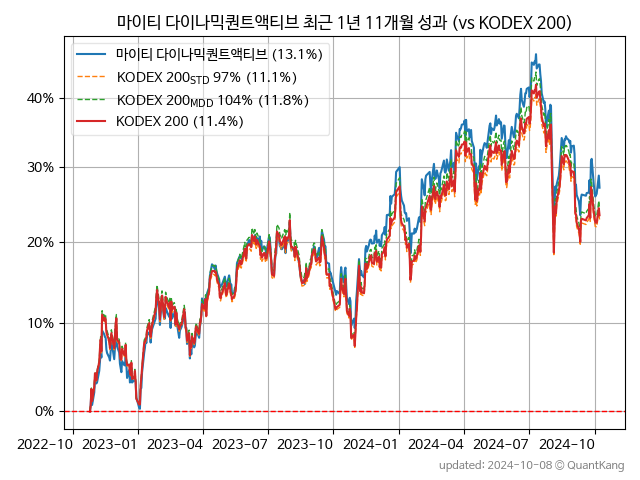 마이티 다이나믹퀀트액티브 최근 1년 11개월 성과 (vs KODEX 200)
마이티 다이나믹퀀트액티브 (13.1%)
KODEX 200STD 97% (11.1%)
KODEX 200MDD 104% (11.8%)
KODEX 200 (11.4%)
40%
30%
20%
10%
0%
2022-10 2023-01 2023-04 2023-07 2023-10 2024-01 2024-04 2024-07 2024-10
updated: 2024-10-08 © QuantKang